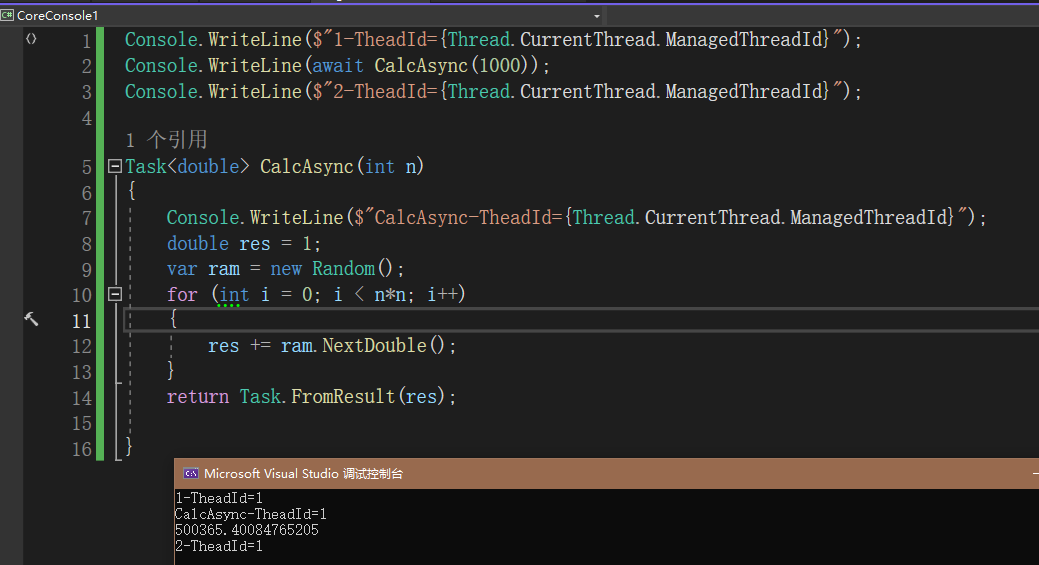 C# CoreConsole1
1 Console.WriteLine($"1-TheadId={Thread.CurrentThread.ManagedThreadId}");
2 Console.WriteLine(await CalcAsync(1000));
3 Console.WriteLine($"2-TheadId={Thread.CurrentThread.ManagedThreadId}");
4
1 个引用
5 Task<double> CalcAsync(int n)
6 {
7 Console.WriteLine($"CalcAsync-TheadId={Thread.CurrentThread.ManagedThreadId}");
8 double res = 1;
9 var ram = new Random();
10 for (int i = 0; i < n*n; i++)
11 {
12 res += ram.NextDouble();
13 }
14 return Task.FromResult(res);
15
16 }
C:\ Microsoft Visual Studio 调试控制台
1-TheadId=1
CalcAsync-TheadId=1
500365.40084765205
2-TheadId=1